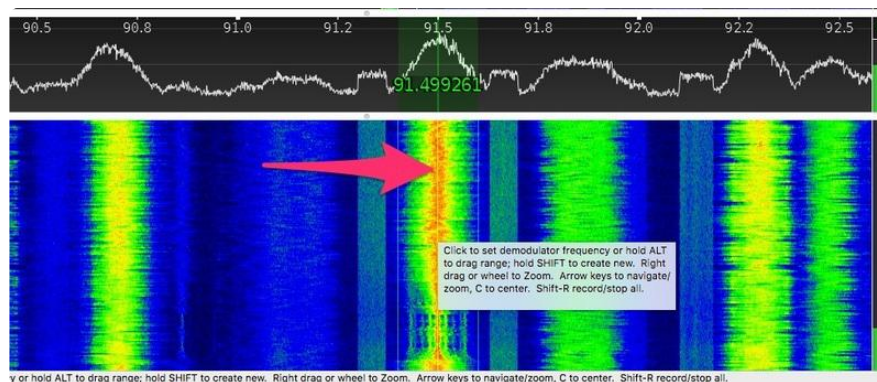 90.5 90.8 91.0 91.2 91.5 91.8 92.0 92.2 92.5
91.499261
Click to set demodulator frequency or hold ALT
to drag range; hold SHIFT to create new. Right
drag or wheel to Zoom. Arrow keys to navigate/
zoom, C to center. Shift-R record/stop all.
y or hold ALT to drag range; hold SHIFT to create new. Right drag or wheel to Zoom. Arrow keys to navigate/zoom, C to center. Shift-R record/stop all.